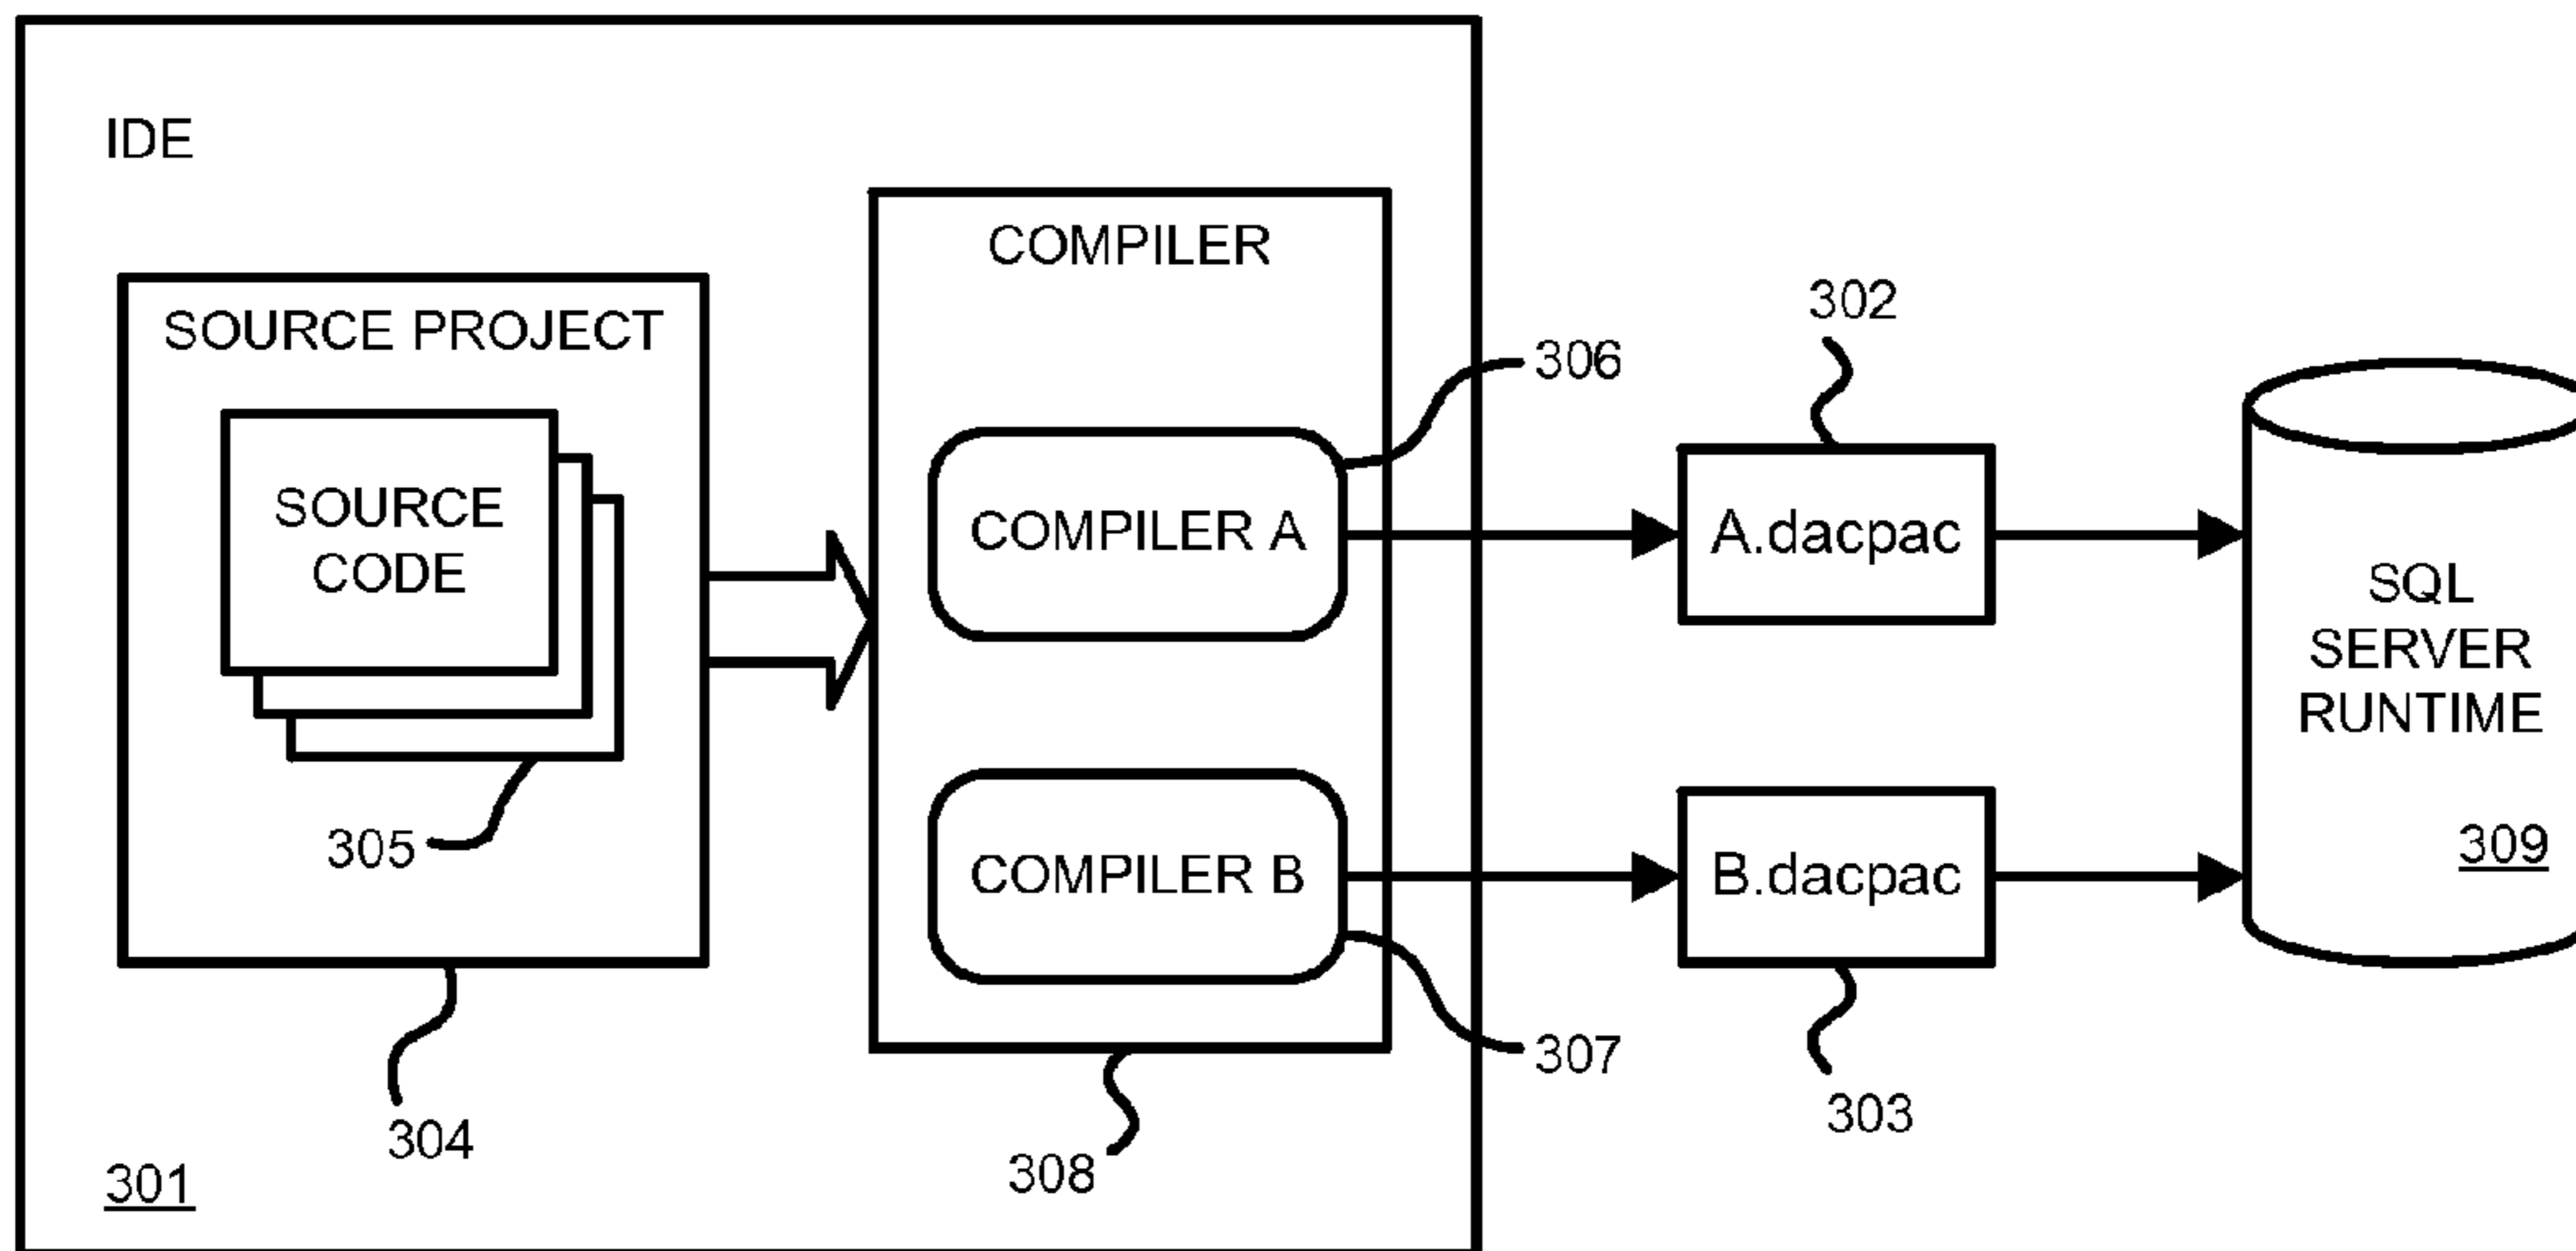 IDE
COMPILER
SOURCE PROJECT
302
306
SOURCE
CODE
COMPILER A
A.dacpac
SQL
SERVER
RUNTIME
305
COMPILER B
B.dacpac
309
307
304
303
308
301